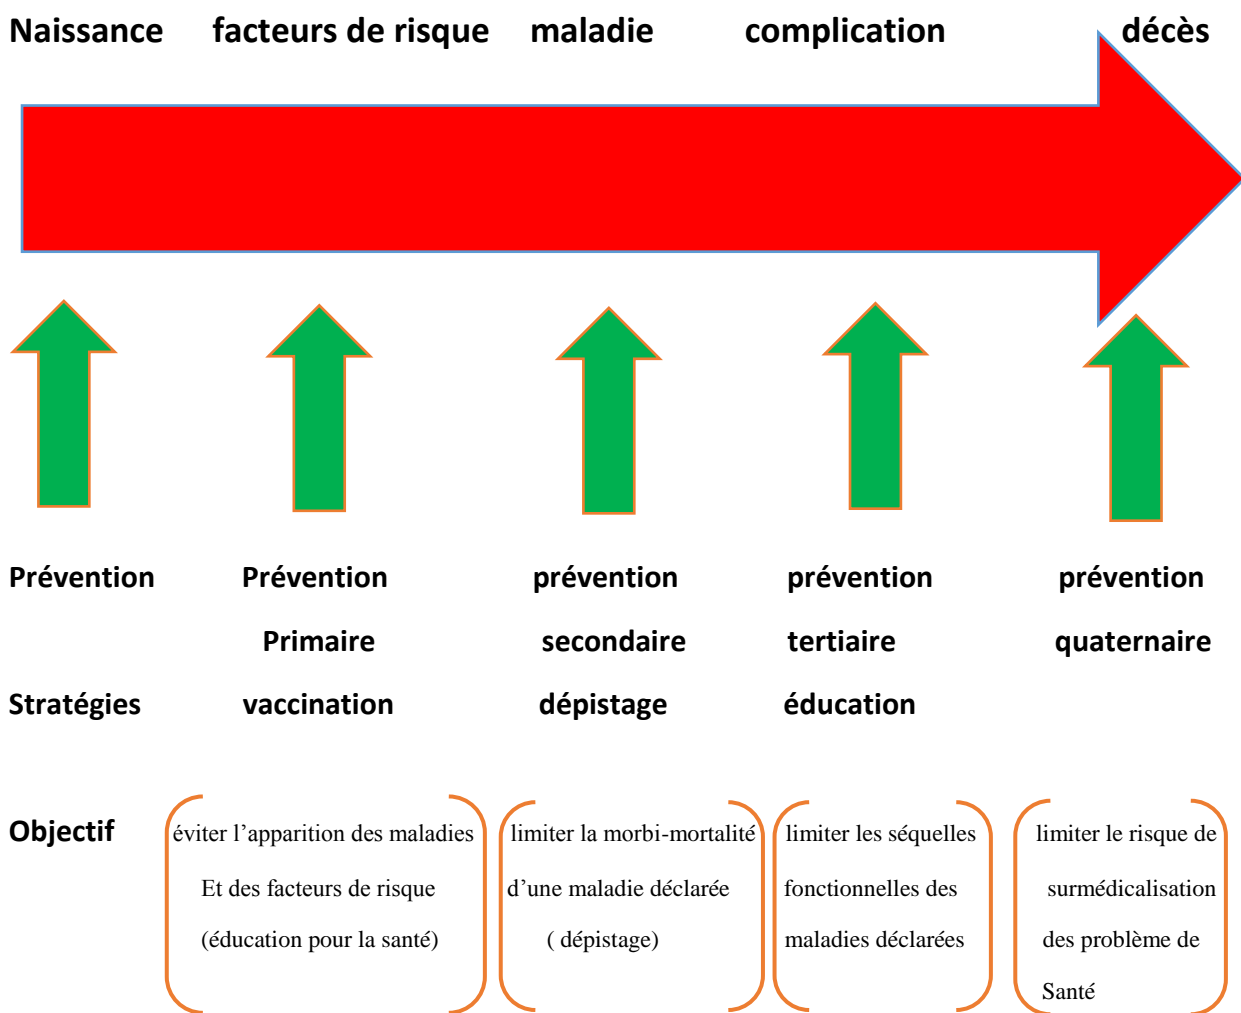 Naissance facteurs de risque maladie complication décès
Prévention Prévention prévention prévention prévention
Primaire secondaire tertiaire quaternaire
Stratégies vaccination dépistage éducation
Objectif éviter l’apparition des maladies limiter la morbi-mortalité limiter les séquelles limiter le risque de
Et des facteurs de risque d’une maladie déclarée fonctionnelles des surmédicalisation
(éducation pour la santé) ( dépistage) maladies déclarées des problème de
Santé